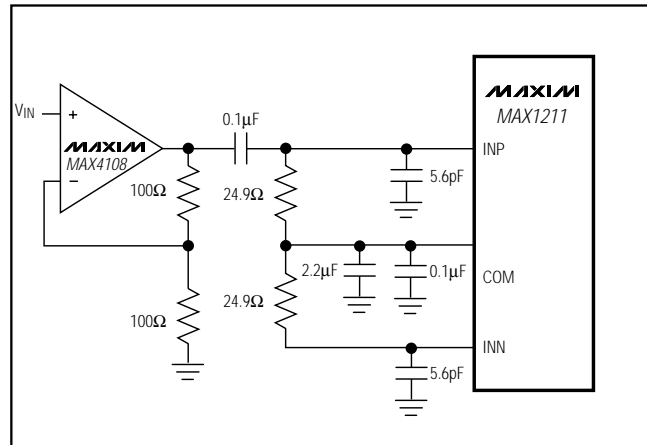 VIN
+
−
MAXIM
MAX4108
0.1µF
100Ω
100Ω
24.9Ω
24.9Ω
2.2µF
0.1µF
5.6pF
5.6pF
MAXIM
MAX1211
INP
COM
INN